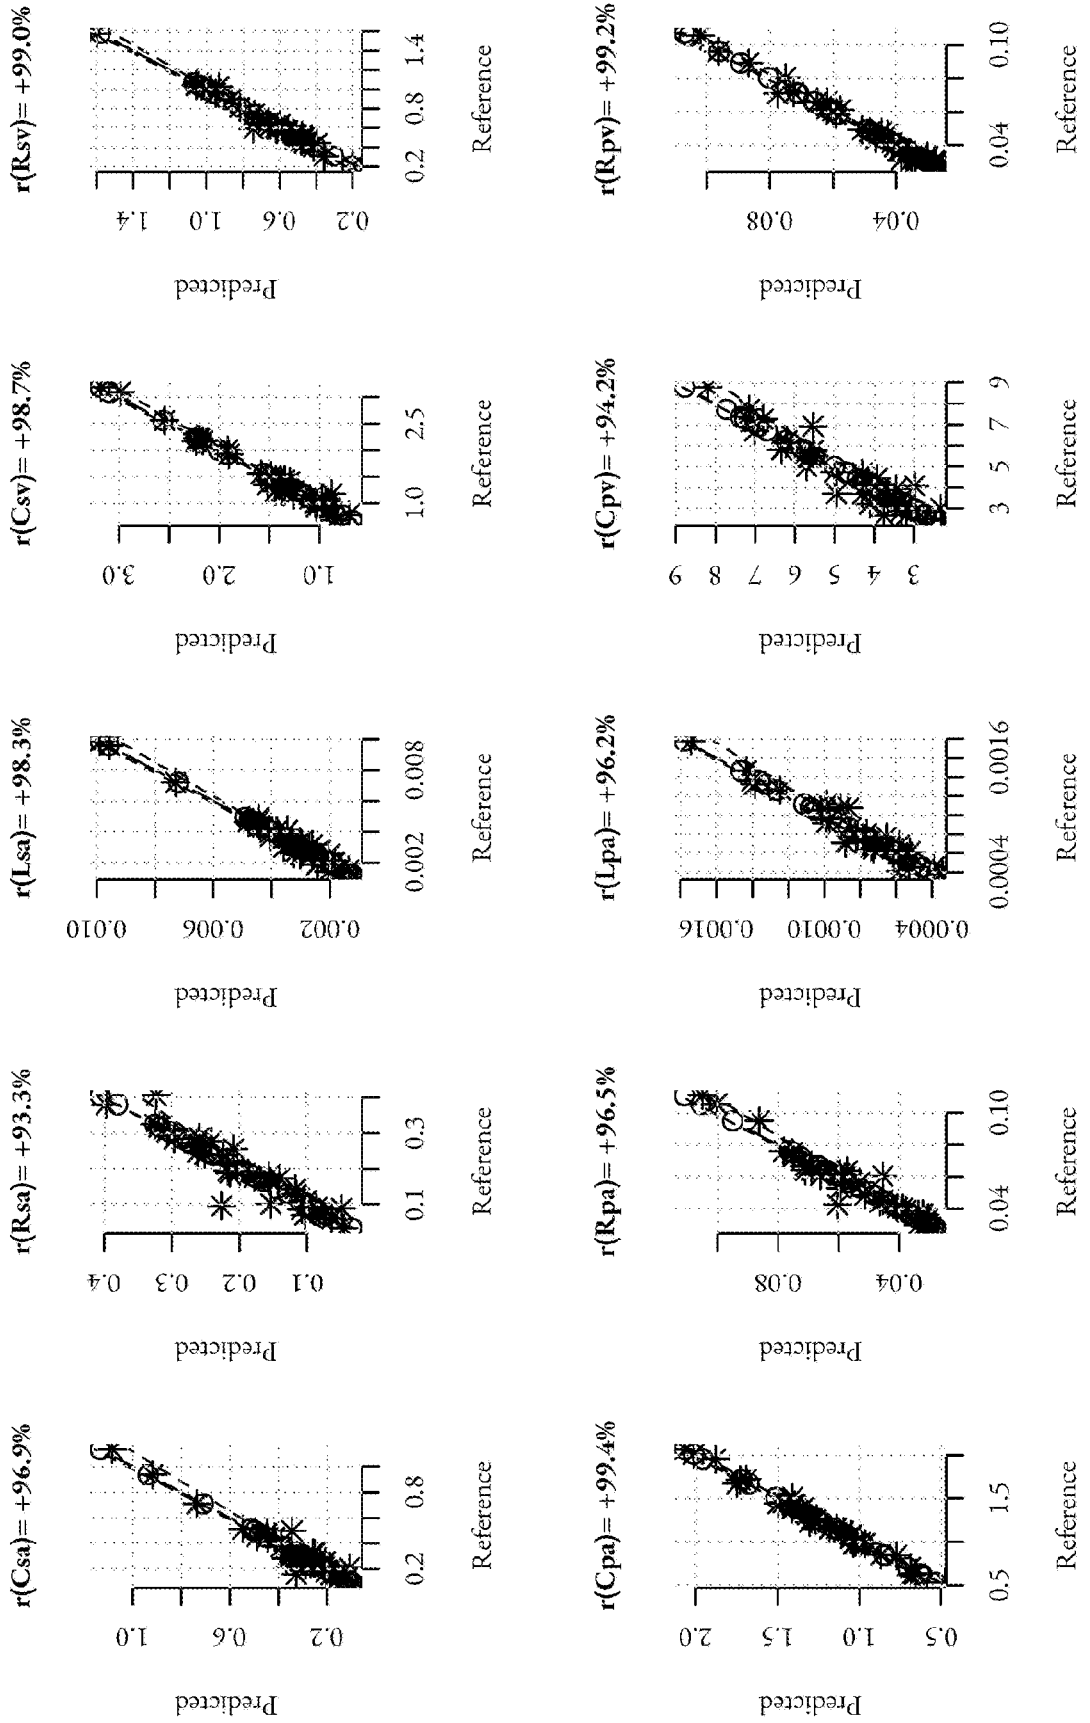 r(Csa)= +96.9%
Predicted
1.0
0.6
0.2
0.2
0.8
Reference
r(Rsa)= +93.3%
Predicted
0.4
0.3
0.2
0.1
0.1
0.3
Reference
r(Lsa)= +98.3%
Predicted
0.010
0.006
0.002
0.002
0.008
Reference
r(Csv)= +98.7%
Predicted
3.0
2.0
1.0
1.0
2.5
Reference
r(Rsv)= +99.0%
Predicted
1.4
1.0
0.6
0.2
0.2
0.8
1.4
Reference
r(Cpa)= +99.4%
Predicted
2.0
1.5
1.0
0.5
0.5
1.5
Reference
r(Rpa)= +96.5%
Predicted
0.08
0.04
0.04
0.10
Reference
r(Lpa)= +96.2%
Predicted
0.0016
0.0010
0.0004
0.0004
0.0016
Reference
r(Cpv)= +94.2%
Predicted
9
8
7
6
5
4
3
3
5
7
9
Reference
r(Rpv)= +99.2%
Predicted
0.08
0.04
0.04
0.10
Reference